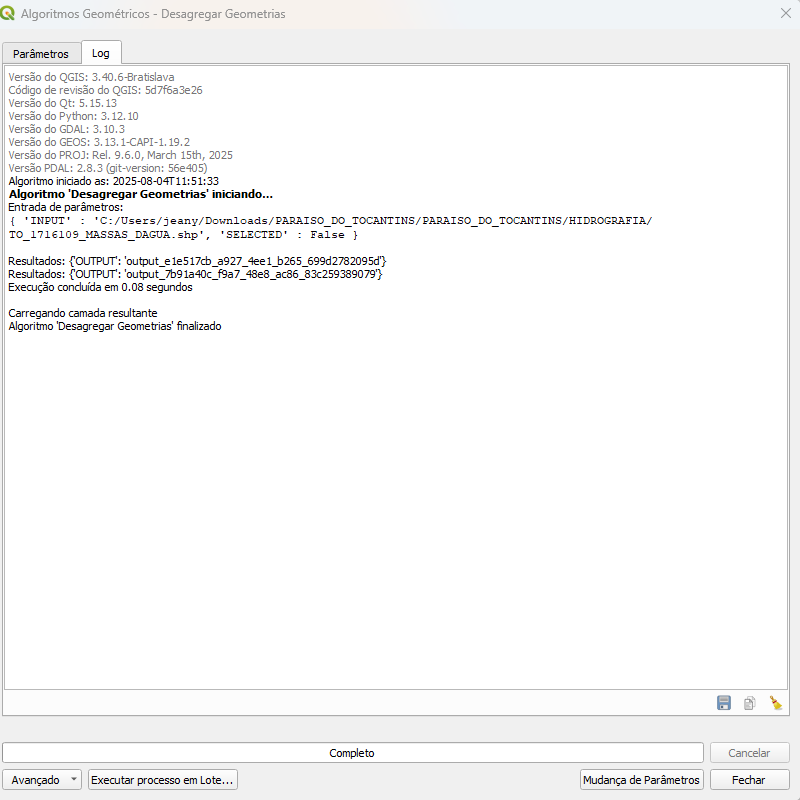 Algoritmos Geométricos - Desagregar Geometrias
Parâmetros
Log
Versão do QGIS: 3.40.6-Bratislava
Código de revisão do QGIS: 5d7f6a3e26
Versão do Qt: 5.15.13
Versão do Python: 3.12.10
Versão do GDAL: 3.10.3
Versão do GEOS: 3.13.1-CAPI-1.19.2
Versão do PROJ: Rel. 9.6.0, March 15th, 2025
Versão PDAL: 2.8.3 (git-version: 56e405)
Algoritmo iniciado as: 2025-08-04T11:51:33
Algoritmo 'Desagregar Geometrias' iniciando...
Entrada de parâmetros:
{ 'INPUT' : 'C:/Users/jeany/Downloads/PARAISO_DO_TOCANTINS/PARAISO_DO_TOCANTINS/HIDROGRAFIA/
TO_1716109_MASSAS_DAGUA.shp', 'SELECTED' : False }
Resultados: {'OUTPUT': 'output_e1e517cb_a927_4ee1_b265_699d2782095d'}
Resultados: {'OUTPUT': 'output_7b91a40c_f9a7_48e8_ac86_83c259389079'}
Execução concluída em 0.08 segundos
Carregando camada resultante
Algoritmo 'Desagregar Geometrias' finalizado
Completo
Cancelar
Avançado
Executar processo em Lote...
Mudança de Parâmetros
Fechar